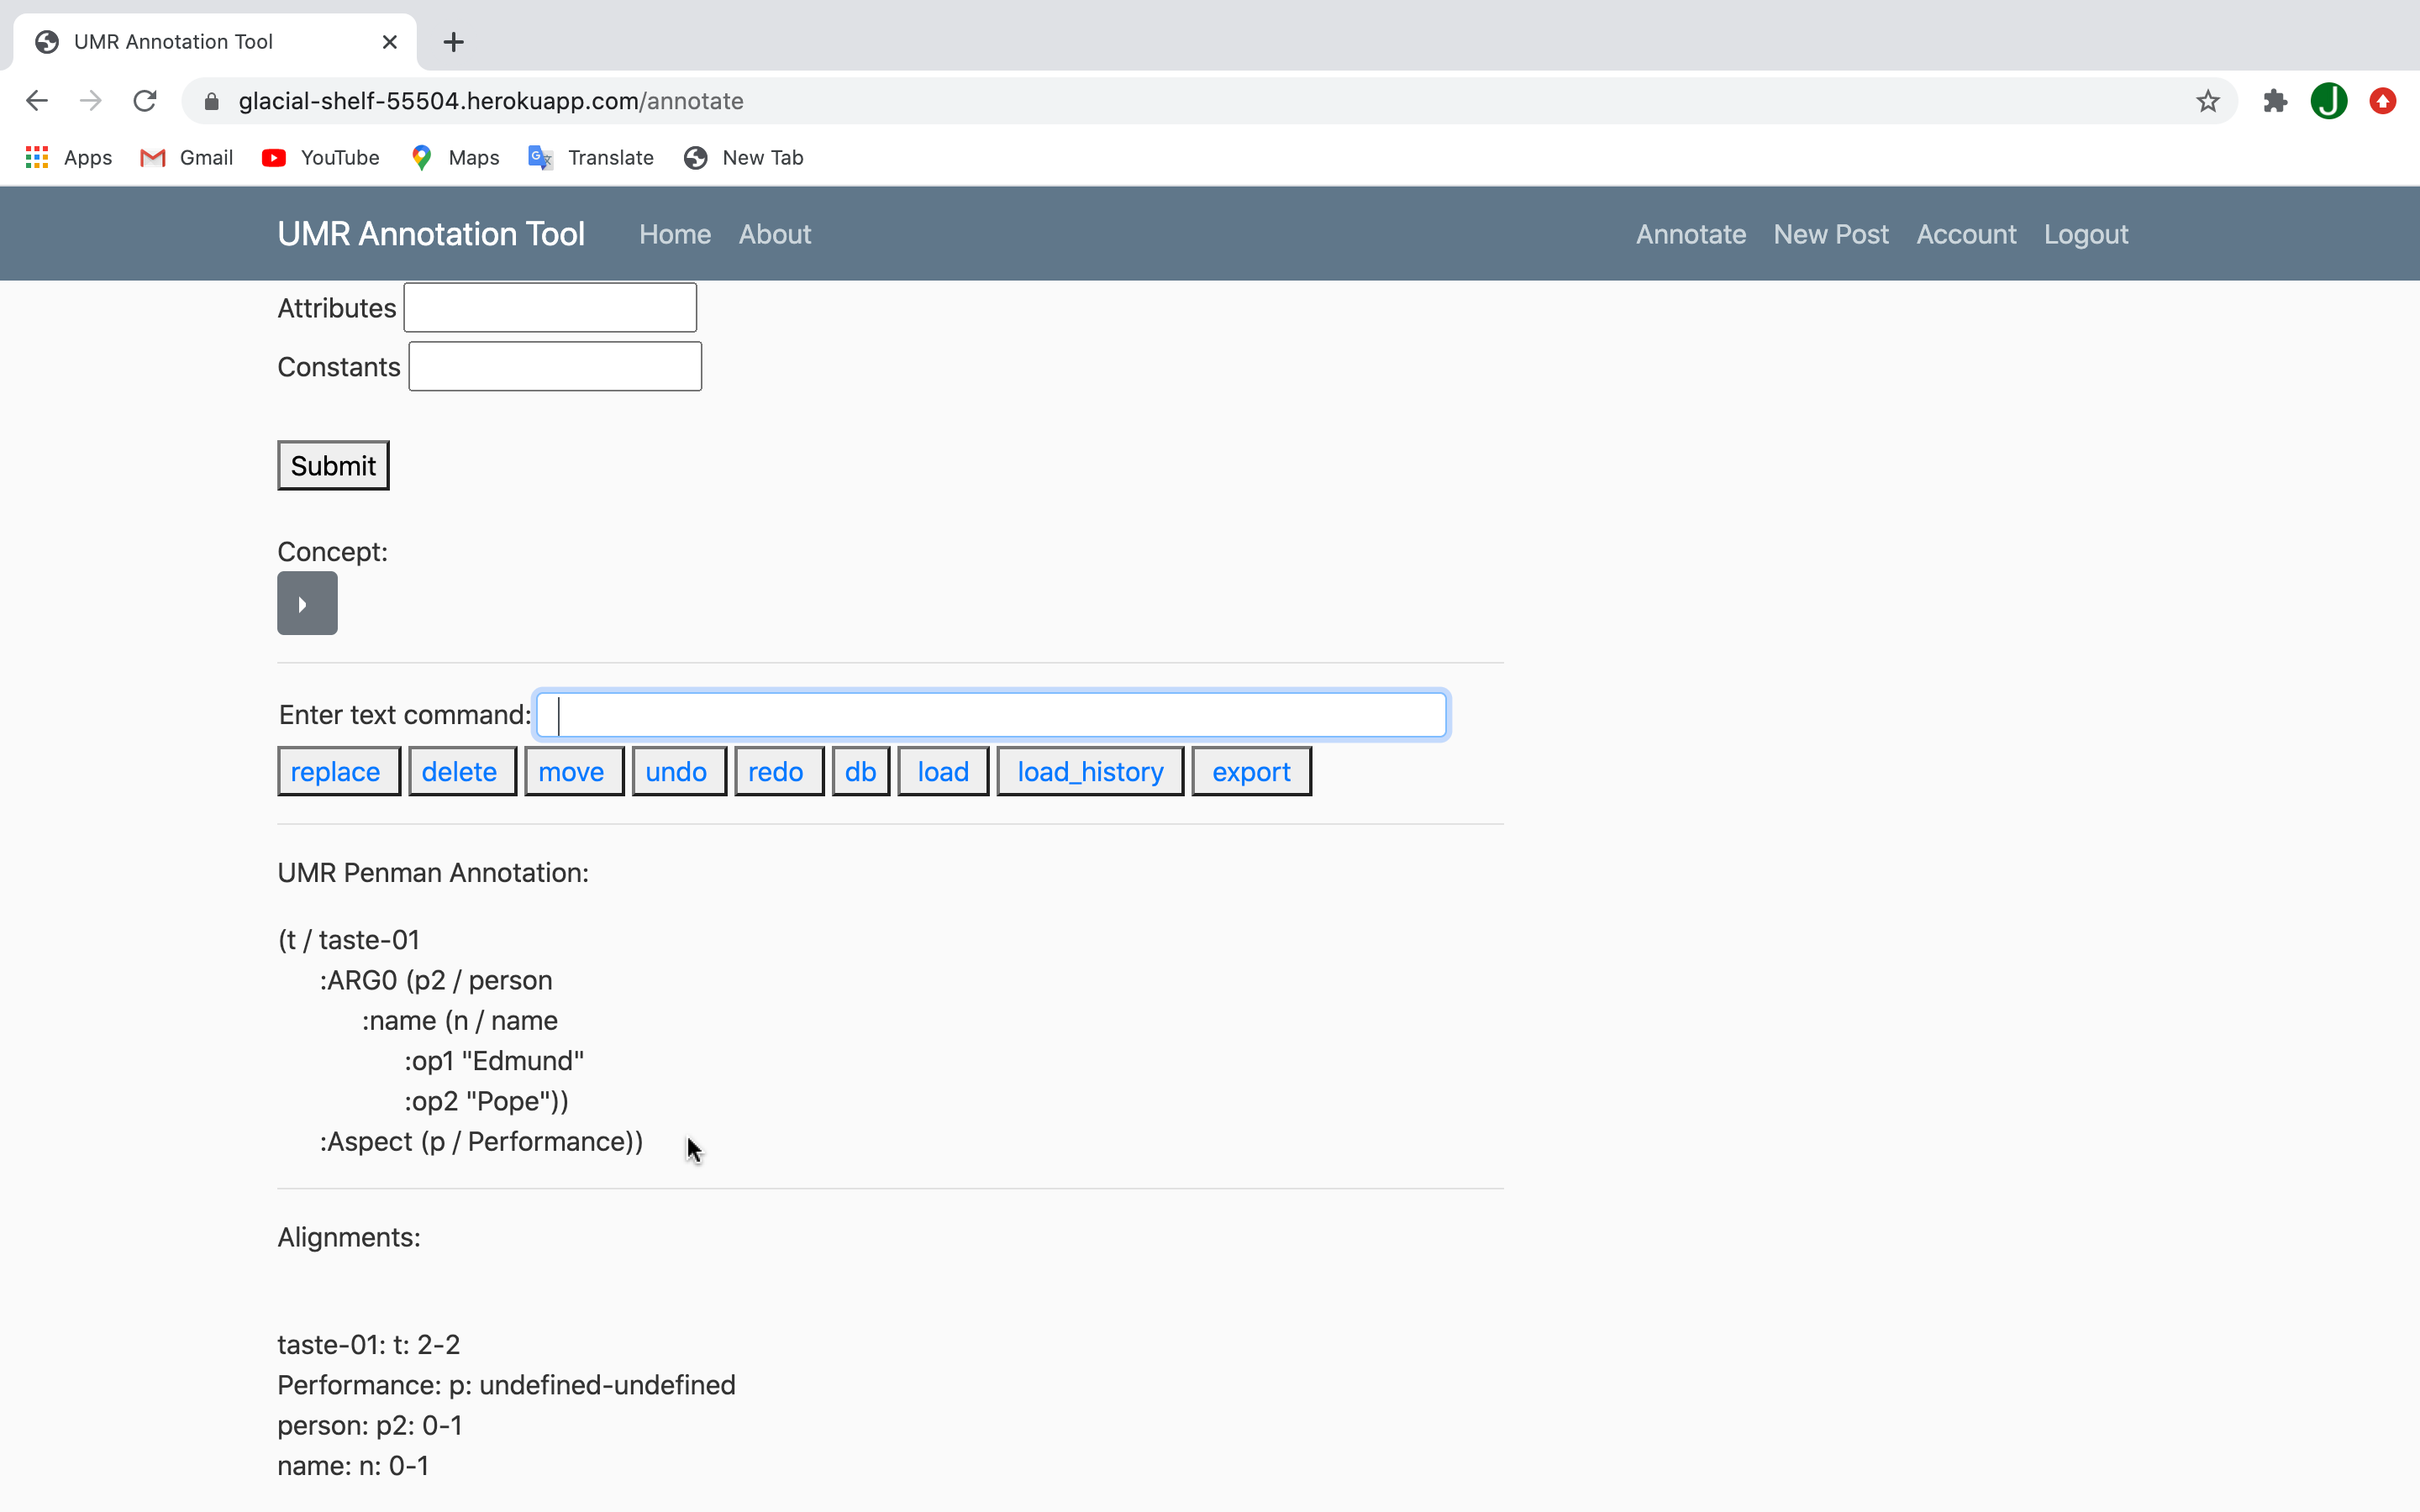 UMR Annotation Tool
glacial-shelf-55504.herokuapp.com/annotate
J
Apps Gmail YouTube Maps Translate New Tab
UMR Annotation Tool Home About Annotate New Post Account Logout
Attributes
Constants
Submit
Concept:
Enter text command:
replace delete move undo redo db load load_history export
UMR Penman Annotation:
(t / taste-01
:ARG0 (p2 / person
:name (n / name
:op1 "Edmund"
:op2 "Pope"))
:Aspect (p / Performance))
Alignments:
taste-01: t: 2-2
Performance: p: undefined-undefined
person: p2: 0-1
name: n: 0-1